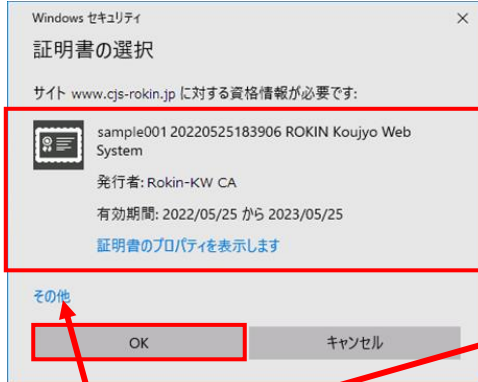 Windows セキュリティ
証明書の選択
サイト www.cjs-rokin.jp に対する資格情報が必要です:
sample001 20220525183906 ROKIN Koujyo Web
System
発行者: Rokin-KW CA
有効期間: 2022/05/25 から 2023/05/25
証明書のプロパティを表示します
その他
OK
キャンセル